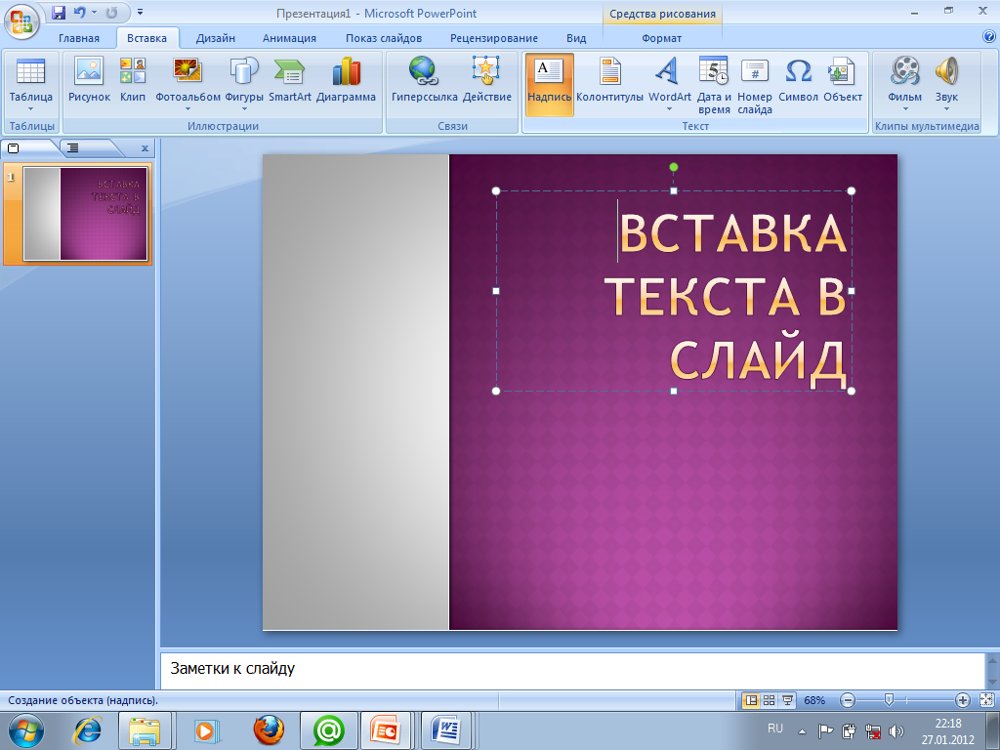 Презентация1 - Microsoft PowerPoint
Средства рисования
Главная
Вставка
Дизайн
Анимация
Показ слайдов
Рецензирование
Вид
Формат
Таблица
Рисунок
Клип
Фотоальбом
Фигуры
SmartArt
Диаграмма
Гиперссылка
Действие
Надпись
Колонтитулы
WordArt
Дата и
время
Номер
слайда
Символ
Объект
Фильм
Звук
Таблицы
Иллюстрации
Связи
Текст
Клипы мультимедиа
1
ВСТАВКА
ТЕКСТА В
СЛАЙД
ВСТАВКА
ТЕКСТА В
СЛАЙД
Заметки к слайду
Создание объекта (надпись).
68%
RU
22:18
27.01.2012